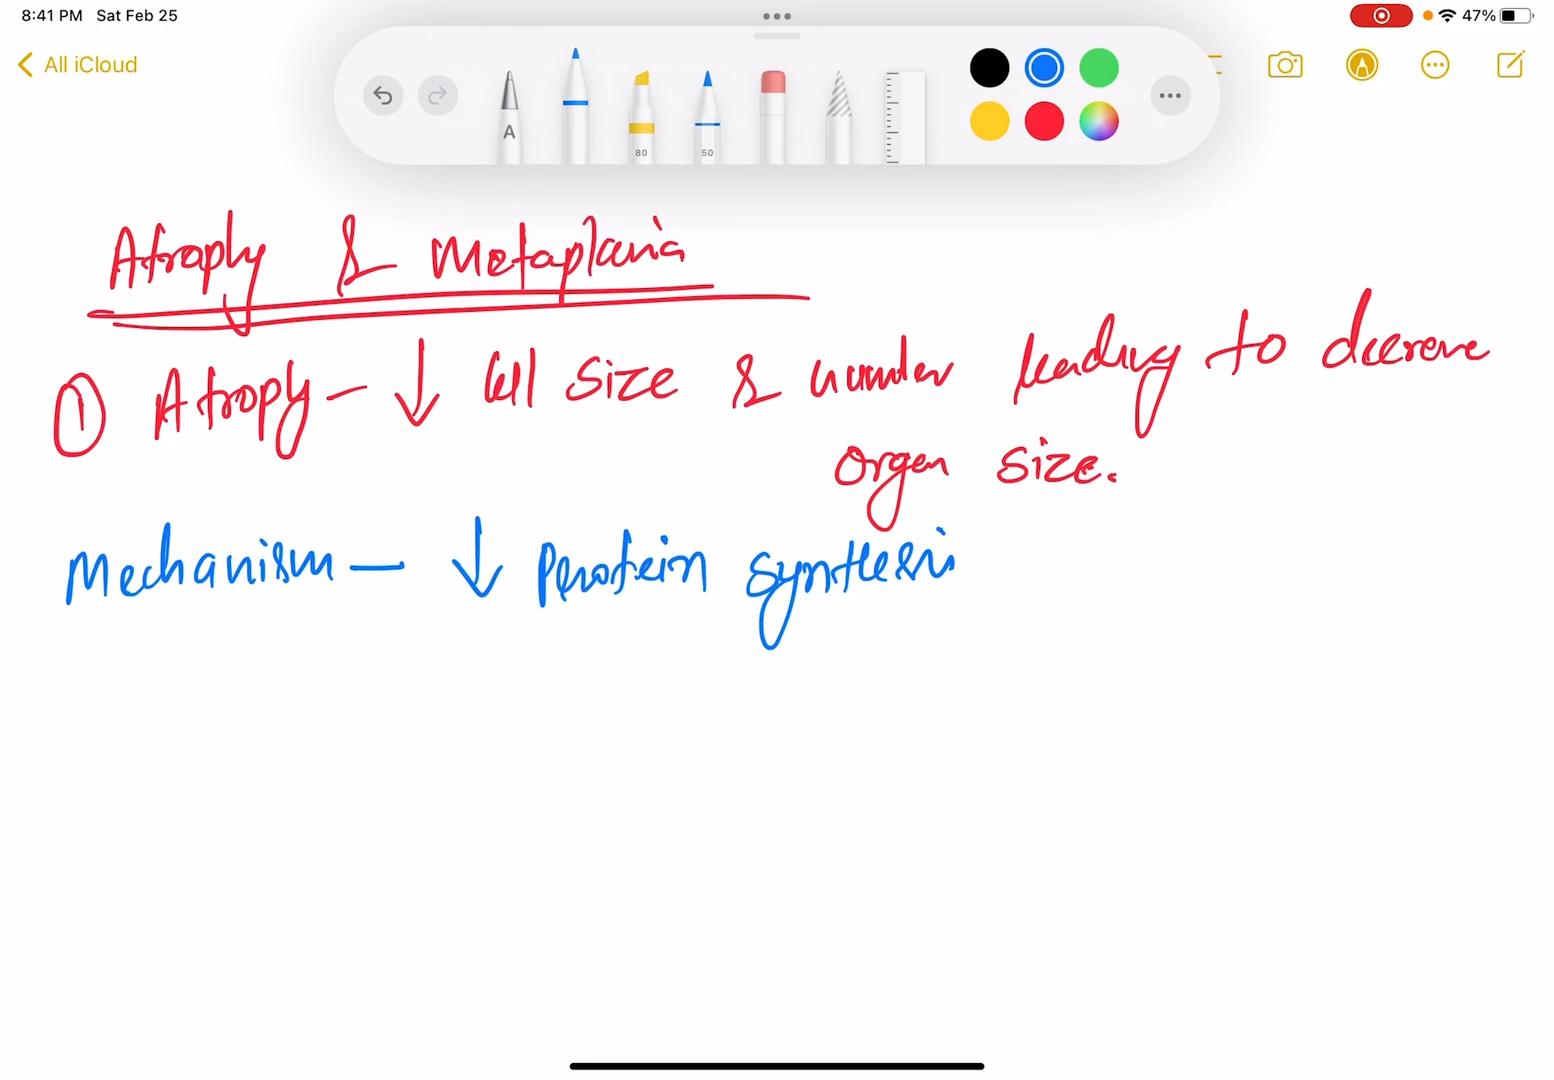 8:41 PM Sat Feb 25 47%
All iCloud
A
80 50
Atrophy & Metaplasia
① Atropy - ↓ Cell Size & number leading to decrease
Organ Size.
Mechanism — ↓ Protein Synthesis